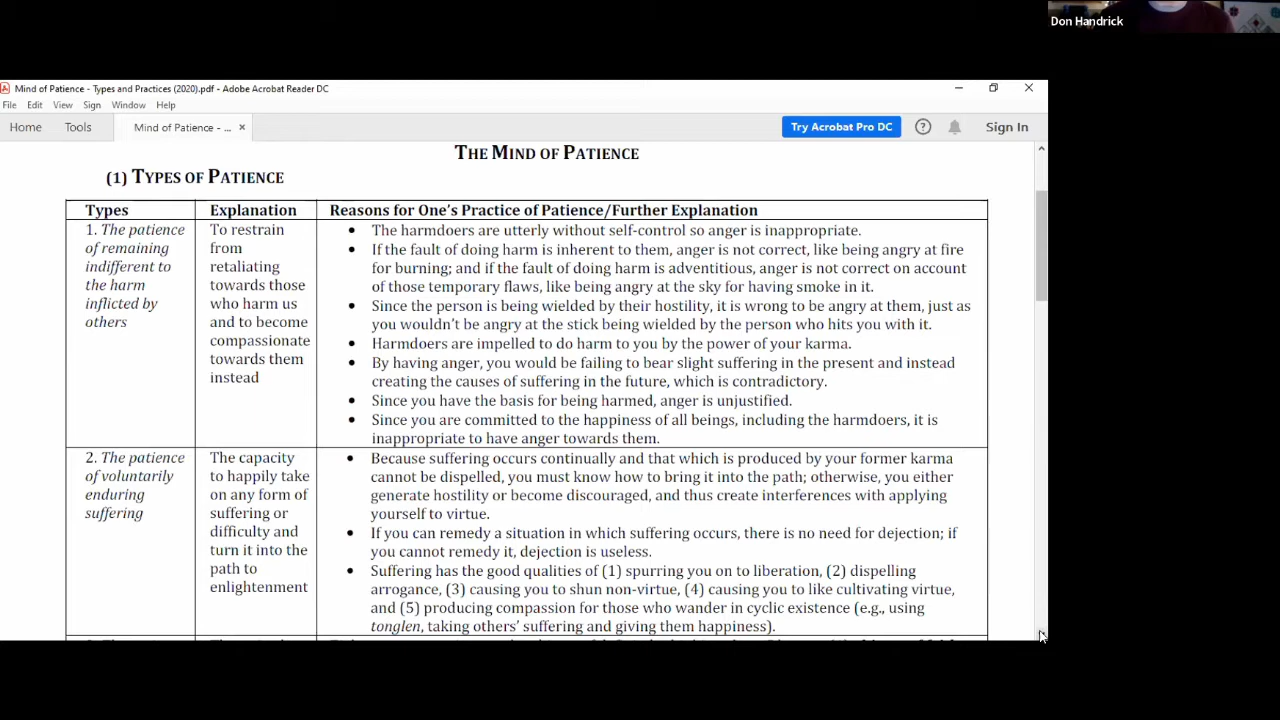 Don Handrick
Mind of Patience - Types and Practices (2020).pdf - Adobe Acrobat Reader DC
File Edit View Sign Window Help
Home Tools Mind of Patience - ... × Try Acrobat Pro DC ? Sign In
THE MIND OF PATIENCE
(1) TYPES OF PATIENCE
Types Explanation Reasons for One's Practice of Patience/Further Explanation
1. The patience
of remaining
indifferent to
the harm
inflicted by
others
To restrain
from
retaliating
towards those
who harm us
and to become
compassionate
towards them
instead
• The harmdoers are utterly without self-control so anger is inappropriate.
• If the fault of doing harm is inherent to them, anger is not correct, like being angry at fire
for burning; and if the fault of doing harm is adventitious, anger is not correct on account
of those temporary flaws, like being angry at the sky for having smoke in it.
• Since the person is being wielded by their hostility, it is wrong to be angry at them, just as
you wouldn't be angry at the stick being wielded by the person who hits you with it.
• Harmdoers are impelled to do harm to you by the power of your karma.
• By having anger, you would be failing to bear slight suffering in the present and instead
creating the causes of suffering in the future, which is contradictory.
• Since you have the basis for being harmed, anger is unjustified.
• Since you are committed to the happiness of all beings, including the harmdoers, it is
inappropriate to have anger towards them.
2. The patience
of voluntarily
enduring
suffering
The capacity
to happily take
on any form of
suffering or
difficulty and
turn it into the
path to
enlightenment
• Because suffering occurs continually and that which is produced by your former karma
cannot be dispelled, you must know how to bring it into the path; otherwise, you either
generate hostility or become discouraged, and thus create interferences with applying
yourself to virtue.
• If you can remedy a situation in which suffering occurs, there is no need for dejection; if
you cannot remedy it, dejection is useless.
• Suffering has the good qualities of (1) spurring you on to liberation, (2) dispelling
arrogance, (3) causing you to shun non-virtue, (4) causing you to like cultivating virtue,
and (5) producing compassion for those who wander in cyclic existence (e.g., using
tonglen, taking others' suffering and giving them happiness).